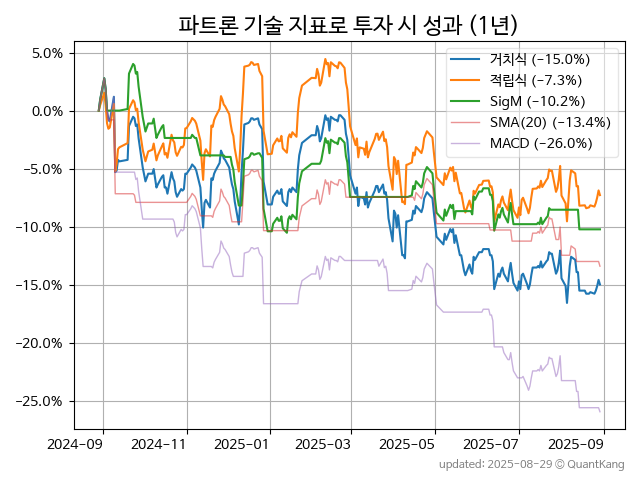 파트론 기술 지표로 투자 시 성과 (1년)
거치식 (−15.0%)
적립식 (−7.3%)
SigM (−10.2%)
SMA(20) (−13.4%)
MACD (−26.0%)
5.0%
0.0%
−5.0%
−10.0%
−15.0%
−20.0%
−25.0%
2024−09 2024−11 2025−01 2025−03 2025−05 2025−07 2025−09
updated: 2025-08-29 © QuantKang